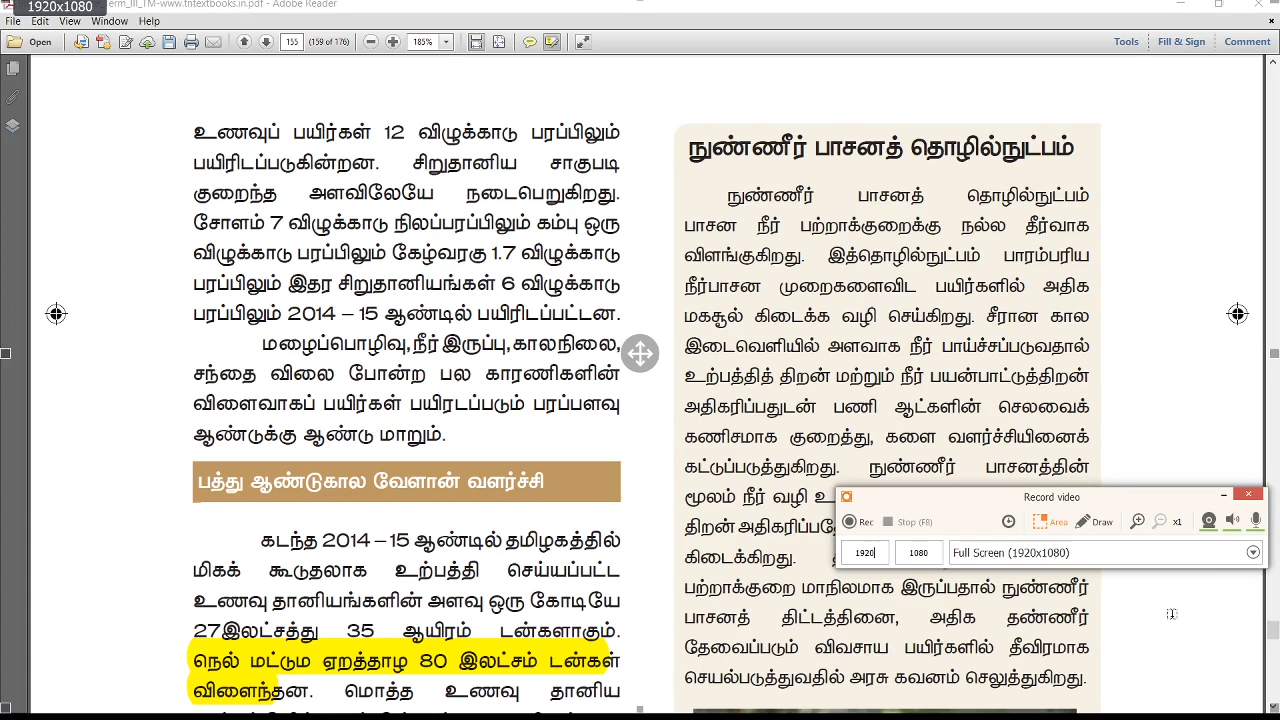 1920x1080
Term_III_TM-www.tntextbooks.in.pdf - Adobe Reader
File Edit View Window Help
Open 155 (159 of 176) 185% Tools Fill & Sign Comment
உணவுப் பயிர்கள் 12 விழுக்காடு பரப்பிலும்
பயிரிடப்படுகின்றன. சிறுதானிய சாகுபடி
குறைந்த அளவிலேயே நடைபெறுகிறது.
சோளம் 7 விழுக்காடு நிலப்பரப்பிலும் கம்பு ஒரு
விழுக்காடு பரப்பிலும் கேழ்வரகு 1.7 விழுக்காடு
பரப்பிலும் இதர சிறுதானியங்கள் 6 விழுக்காடு
பரப்பிலும் 2014 – 15 ஆண்டில் பயிரிடப்பட்டன.
மழைப்பொழிவு, நீர் இருப்பு, காலநிலை,
சந்தை விலை போன்ற பல காரணிகளின்
விளைவாகப் பயிர்கள் பயிரடப்படும் பரப்பளவு
ஆண்டுக்கு ஆண்டு மாறும்.
பத்து ஆண்டுகால வேளான் வளர்ச்சி
கடந்த 2014 – 15 ஆண்டில் தமிழகத்தில்
மிகக் கூடுதலாக உற்பத்தி செய்யப்பட்ட
உணவு தானியங்களின் அளவு ஒரு கோடியே
27இலட்சத்து 35 ஆயிரம் டன்களாகும்.
நெல் மட்டும ஏறத்தாழ 80 இலட்சம் டன்கள்
விளைந்தன. மொத்த உணவு தானிய
நுண்ணீர் பாசனத் தொழில்நுட்பம்
நுண்ணீர் பாசனத் தொழில்நுட்பம்
பாசன நீர் பற்றாக்குறைக்கு நல்ல தீர்வாக
விளங்குகிறது. இத்தொழில்நுட்பம் பாரம்பரிய
நீர்பாசன முறைகளைவிட பயிர்களில் அதிக
மகசூல் கிடைக்க வழி செய்கிறது. சீரான கால
இடைவெளியில் அளவாக நீர் பாய்ச்சப்படுவதால்
உற்பத்தித் திறன் மற்றும் நீர் பயன்பாட்டுத்திறன்
அதிகரிப்பதுடன் பணி ஆட்களின் செலவைக்
கணிசமாக குறைத்து, களை வளர்ச்சியினைக்
கட்டுப்படுத்துகிறது. நுண்ணீர் பாசனத்தின்
மூலம் நீர் வழி
கிடைக்கிறது.
பற்றாக்குறை மாநிலமாக இருப்பதால் நுண்ணீர்
பாசனத் திட்டத்தினை, அதிக தண்ணீர்
தேவைப்படும் விவசாய பயிர்களில் தீவிரமாக
செயல்படுத்துவதில் அரசு கவனம் செலுத்துகிறது.
Record video
Rec Stop (F8) Area Draw x1
1920 1080 Full Screen (1920x1080)